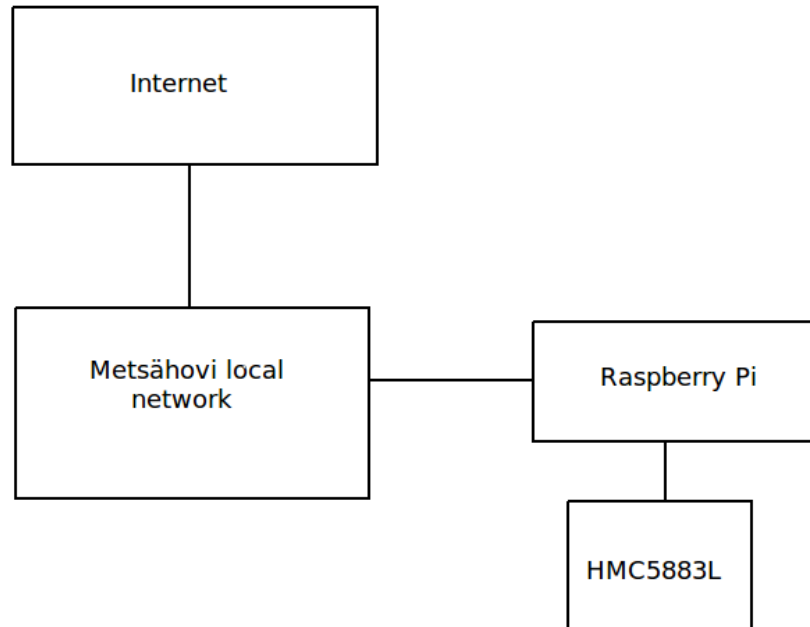 Internet
Metsähovi local
network
Raspberry Pi
HMC5883L